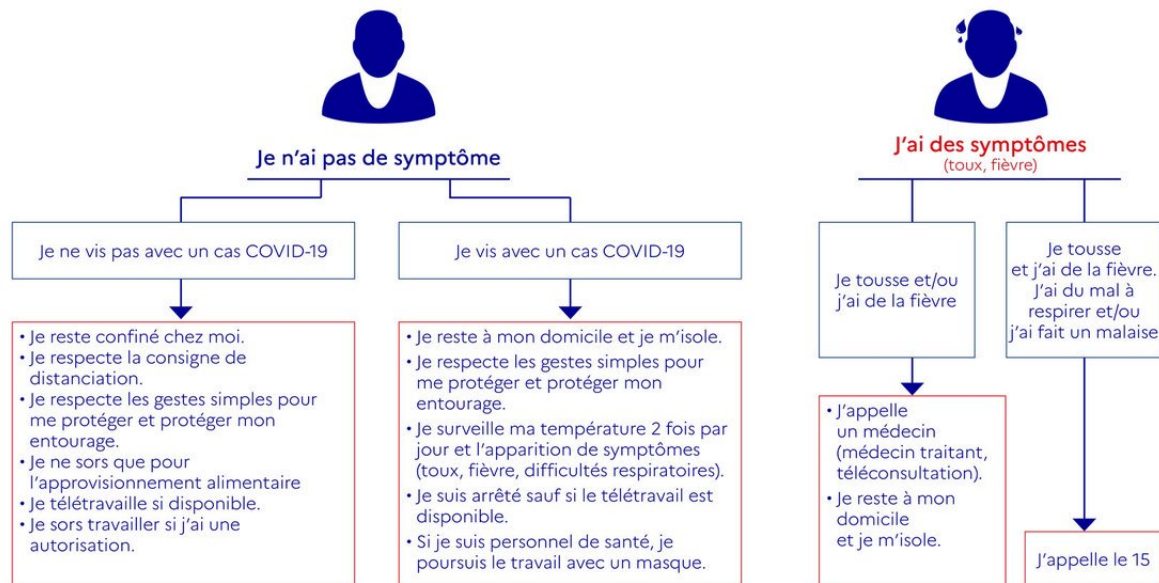 Je n'ai pas de symptôme
Je ne vis pas avec un cas COVID-19
• Je reste confiné chez moi.
• Je respecte la consigne de
distanciation.
• Je respecte les gestes simples pour
me protéger et protéger mon
entourage.
• Je ne sors que pour
l'approvisionnement alimentaire
• Je télétravaille si disponible.
• Je sors travailler si j'ai une
autorisation.
Je vis avec un cas COVID-19
• Je reste à mon domicile et je m'isole.
• Je respecte les gestes simples pour
me protéger et protéger mon
entourage.
• Je surveille ma température 2 fois par
jour et l'apparition de symptômes
(toux, fièvre, difficultés respiratoires).
• Je suis arrêté sauf si le télétravail est
disponible.
• Si je suis personnel de santé, je
poursuis le travail avec un masque.
J'ai des symptômes
(toux, fièvre)
Je tousse et/ou
j'ai de la fièvre
• J'appelle
un médecin
(médecin traitant,
téléconsultation).
• Je reste à mon
domicile
et je m'isole.
Je tousse
et j'ai de la fièvre.
J'ai du mal à
respirer et/ou
j'ai fait un malaise
J'appelle le 15